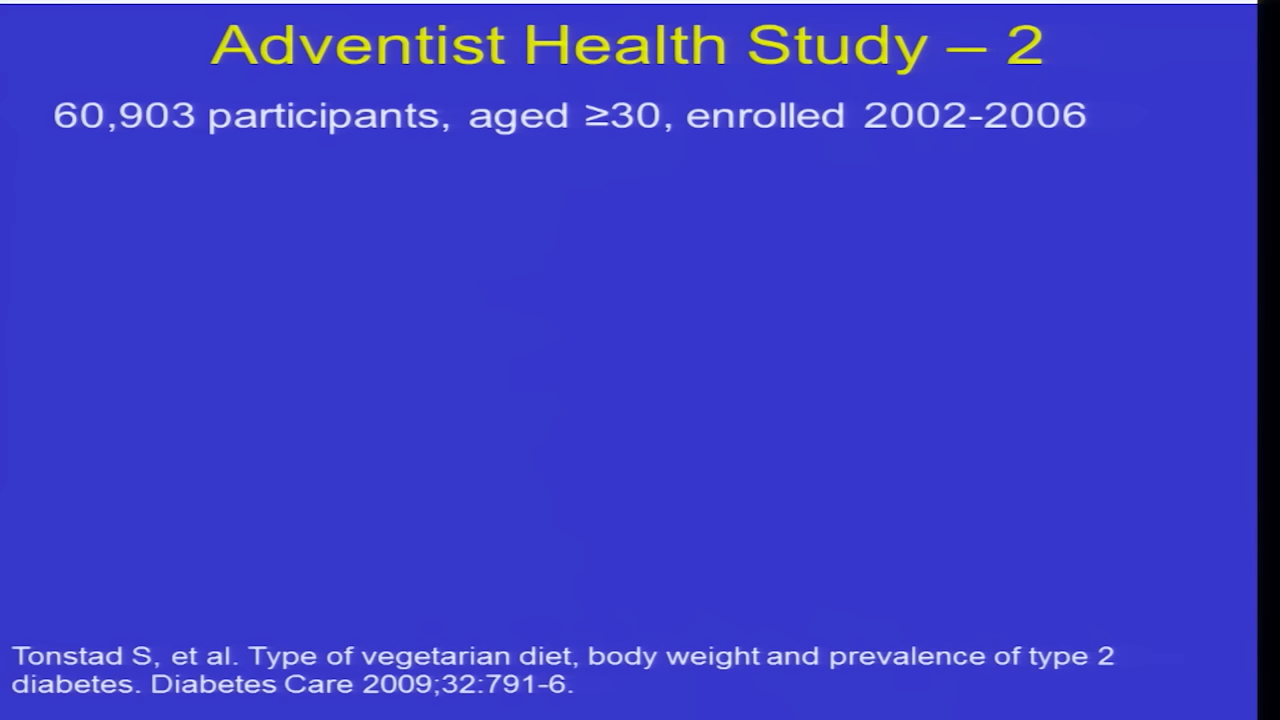 Adventist Health Study – 2
60,903 participants, aged ≥30, enrolled 2002-2006
Tonstad S, et al. Type of vegetarian diet, body weight and prevalence of type 2
diabetes. Diabetes Care 2009;32:791-6.